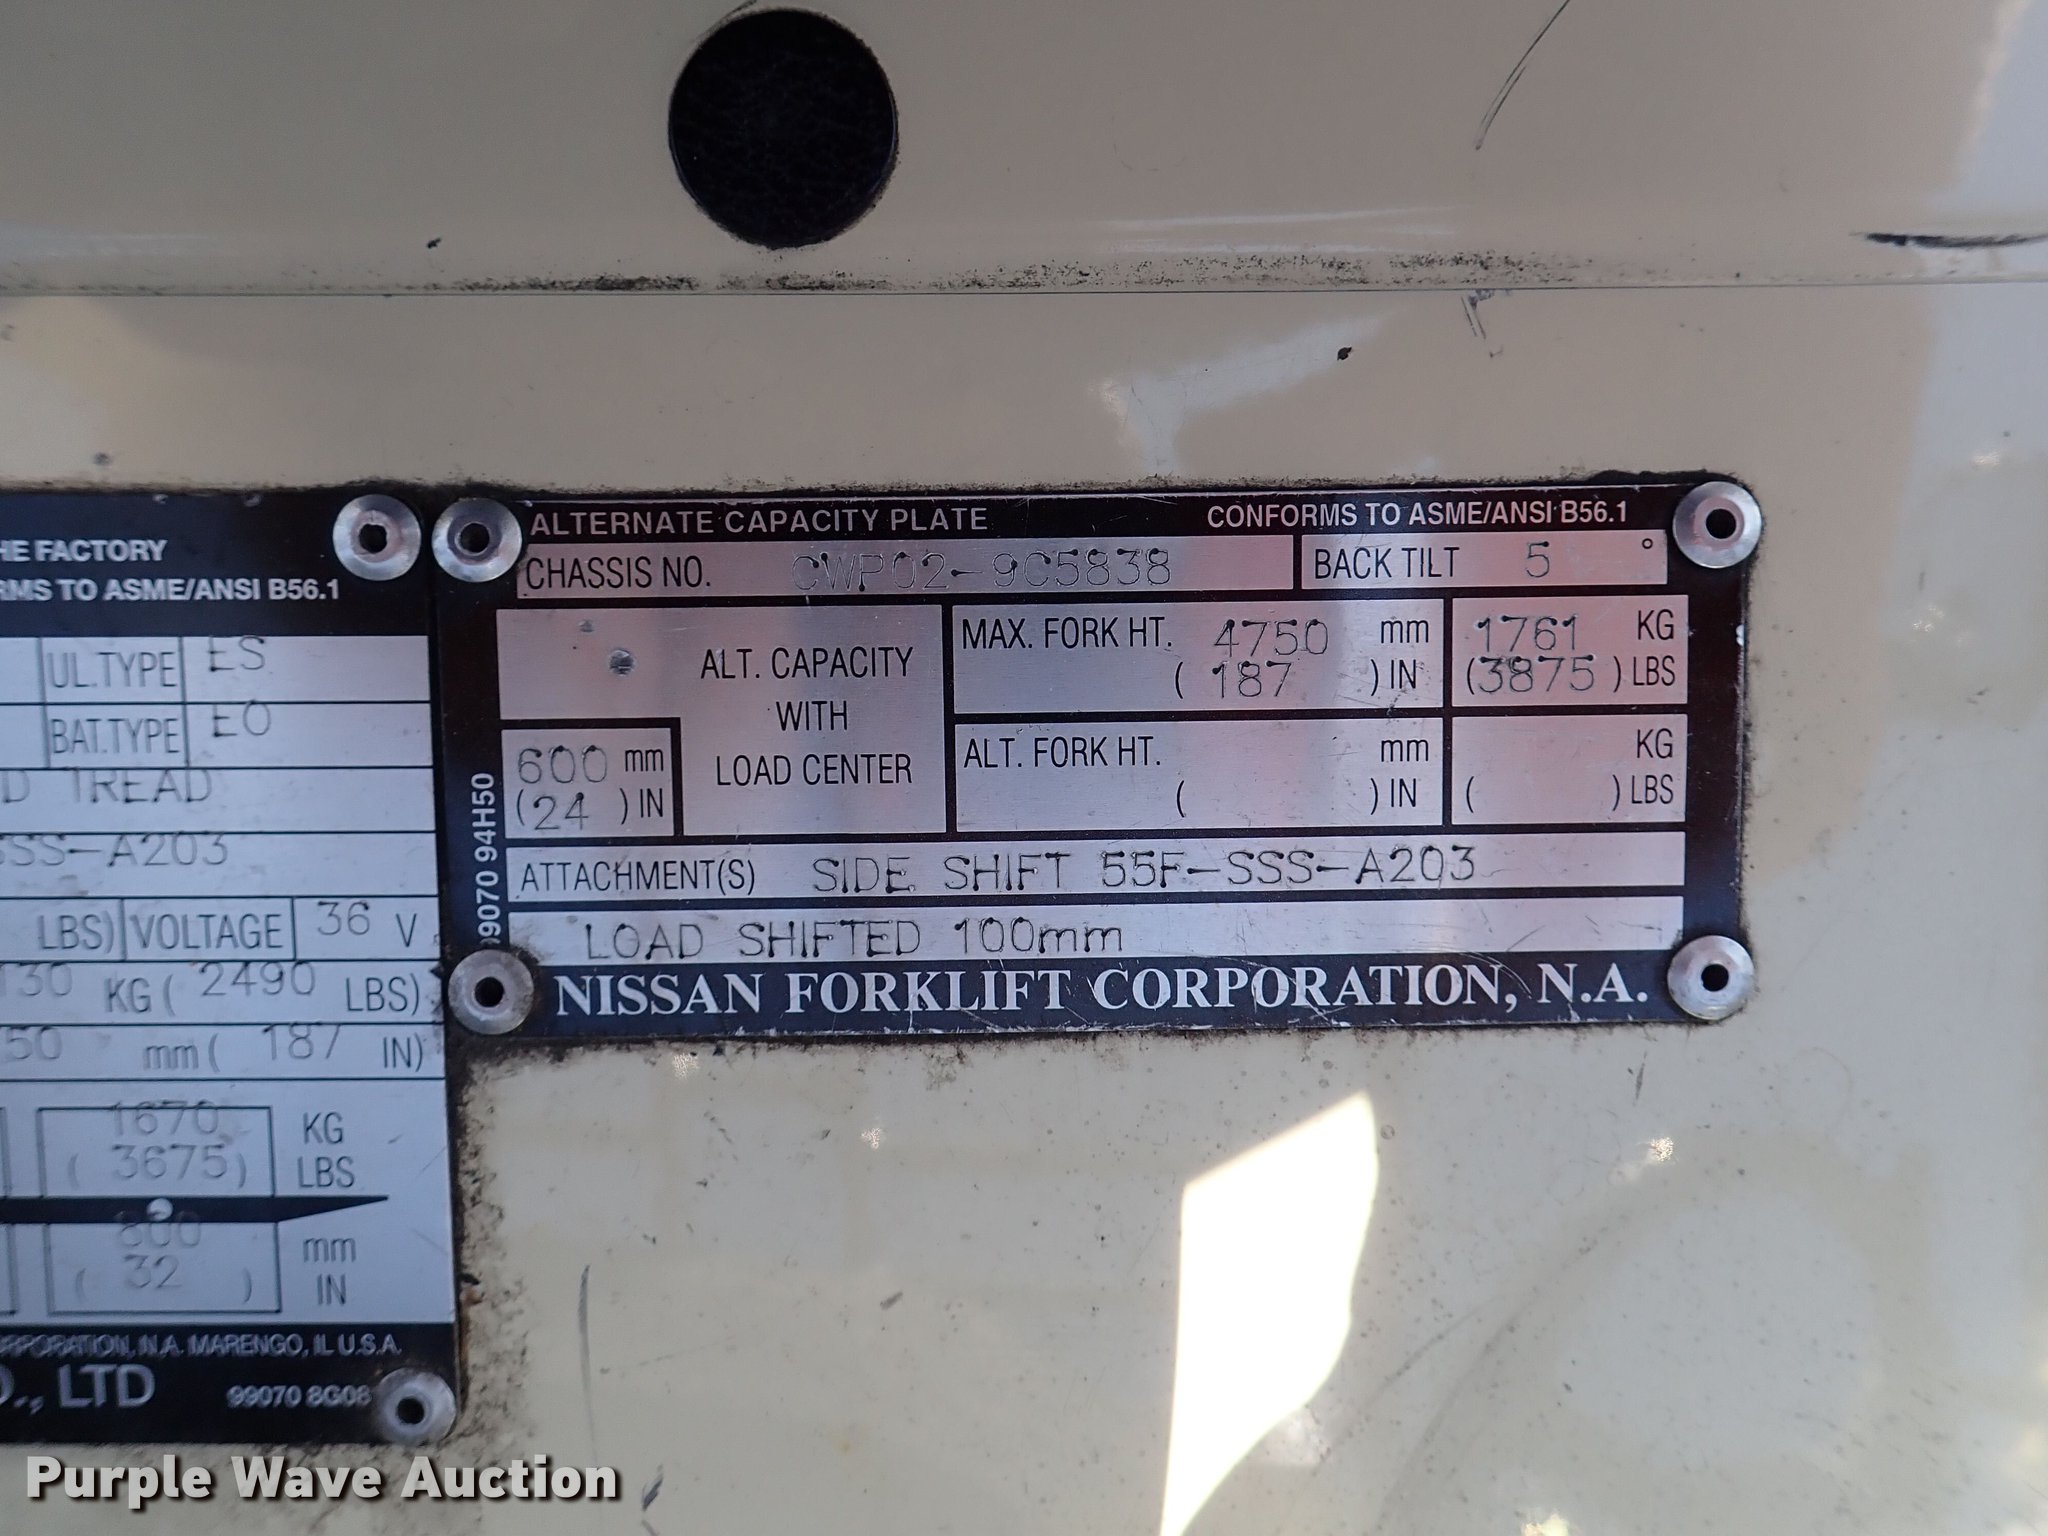 HE FACTORY
RMS TO ASME/ANSI B56.1
UL.TYPE ES
BAT.TYPE EO
D TREAD
SSS-A203
LBS) VOLTAGE 36 V
130 KG ( 2490 LBS)
50 mm ( 187 IN)
1670 KG
( 3675 ) LBS
800 mm
( 32 ) IN
ORPORATION, N.A. MARENGO, IL U.S.A.
O., LTD 99070 8G08
ALTERNATE CAPACITY PLATE CONFORMS TO ASME/ANSI B56.1
CHASSIS NO. CWP02-9C5838 BACK TILT 5 °
ALT. CAPACITY
WITH
LOAD CENTER
600 mm
(24 ) IN
MAX. FORK HT. 4750 mm 1761 KG
( 187 ) IN (3875 ) LBS
ALT. FORK HT. mm KG
( ) IN ( ) LBS
ATTACHMENT(S) SIDE SHIFT 55F-SSS-A203
LOAD SHIFTED 100mm
NISSAN FORKLIFT CORPORATION, N.A.
99070 94H50
Purple Wave Auction